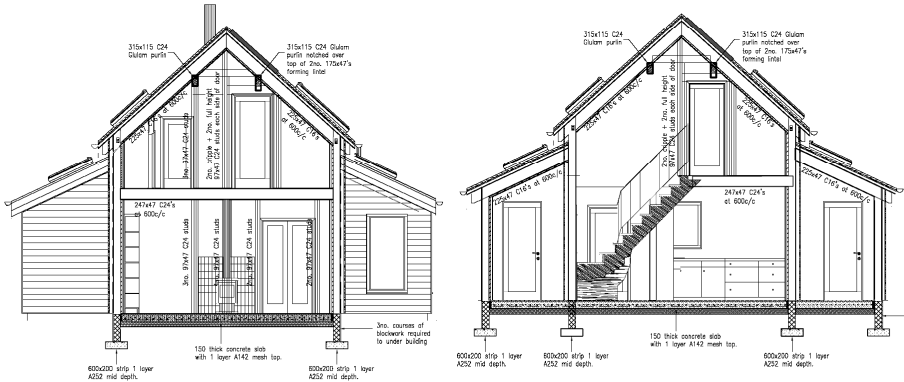 315x115 C24
Glulam purlin
315x115 C24 Glulam
purlin notched over
top of 2no. 175x47's
forming lintel
225x47 C16's
at 600c/c
3no. 97x47 C24 studs
2no. cripple + 2no. full height
97x47 C24 studs each side of door
225x47 C16's
at 600c/c
247x47 C24's
at 600c/c
3no. 97x47 C24 studs
2no. 97x47 C24 studs
2no. 97x47 C24 studs
3no. courses of
blockwork required
to under building
150 thick concrete slab
with 1 layer A142 mesh top.
600x200 strip 1 layer
A252 mid depth.
600x200 strip 1 layer
A252 mid depth.
315x115 C24
Glulam purlin
315x115 C24 Glulam
purlin notched over
top of 2no. 175x47's
forming lintel
225x47 C16's at 600c/c
2no. cripple + 2no. full height
97x47 C24 studs each side of door
225x47 C16's
at 600c/c
225x47 C16's at 600c/c
247x47 C24's
at 600c/c
225x47 C16's at 600c/c
150 thick concrete slab
with 1 layer A142 mesh top.
600x200 strip 1 layer
A252 mid depth.
600x200 strip 1 layer
A252 mid depth.
600x200 strip 1 layer
A252 mid depth.